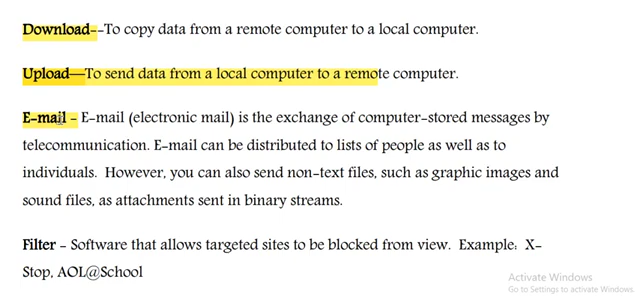 Download--To copy data from a remote computer to a local computer.
Upload—To send data from a local computer to a remote computer.
E-mail - E-mail (electronic mail) is the exchange of computer-stored messages by
telecommunication. E-mail can be distributed to lists of people as well as to
individuals. However, you can also send non-text files, such as graphic images and
sound files, as attachments sent in binary streams.
Filter - Software that allows targeted sites to be blocked from view. Example: X-
Stop, AOL@School
Activate Windows
Go to Settings to activate Windows.